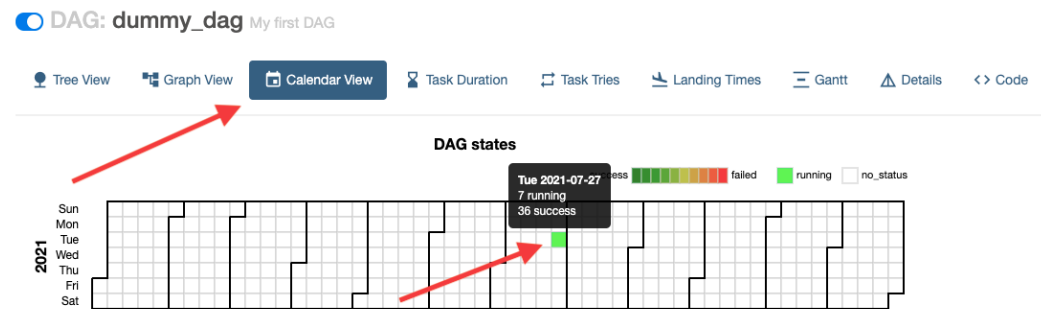 DAG: dummy_dag My first DAG
Tree View Graph View Calendar View Task Duration Task Tries Landing Times Gantt Details <> Code
DAG states
Tue 2021-07-27
7 running
36 success
failed running no_status
2021
Sun
Mon
Tue
Wed
Thu
Fri
Sat